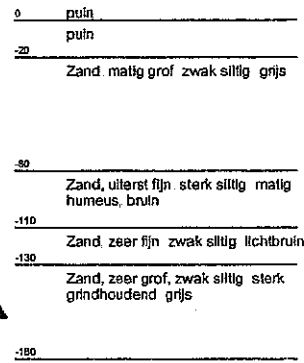 0 puin
puin
-20
Zand matig grof zwak siltig grijs
-80
Zand, uiterst fijn sterk siltig matig
humeus, bruin
-110
Zand zeer fijn zwak siltig lichtbruin
-130
Zand, zeer grof, zwak siltig sterk
grindhoudend grijs
-180